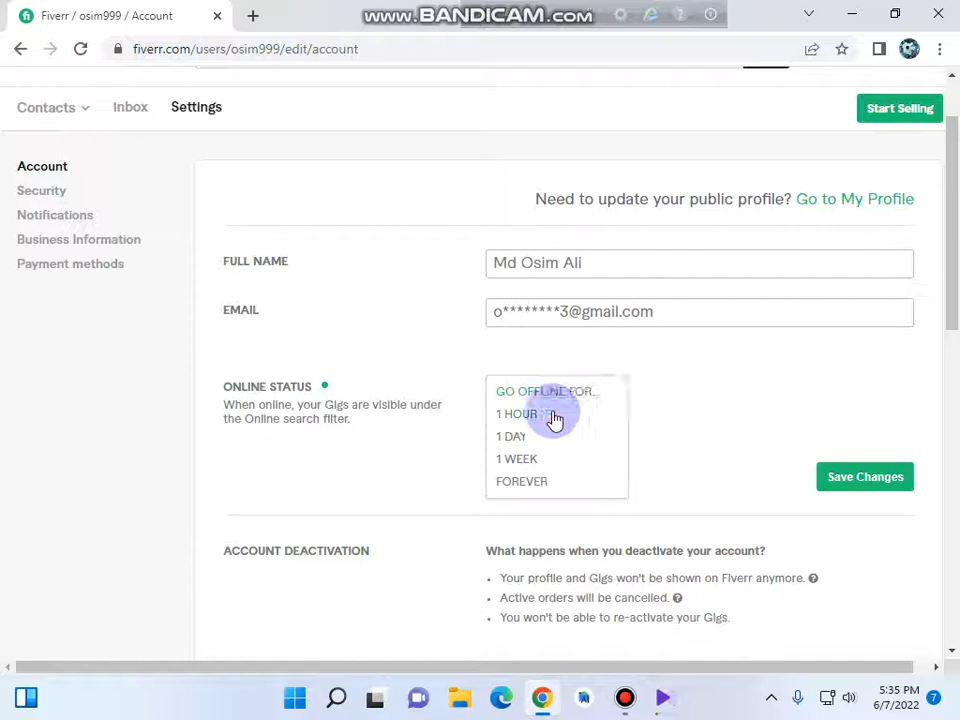 Fiverr / osim999 / Account
www.BANDICAM.com
fiverr.com/users/osim999/edit/account
Contacts
Inbox
Settings
Start Selling
Account
Security
Notifications
Business Information
Payment methods
Need to update your public profile? Go to My Profile
FULL NAME
Md Osim Ali
EMAIL
o********3@gmail.com
ONLINE STATUS
When online, your Gigs are visible under
the Online search filter.
GO OFFLINE FOR...
1 HOUR
1 DAY
1 WEEK
FOREVER
Save Changes
ACCOUNT DEACTIVATION
What happens when you deactivate your account?
• Your profile and Gigs won't be shown on Fiverr anymore.
• Active orders will be cancelled.
• You won't be able to re-activate your Gigs.
5:35 PM
6/7/2022
7